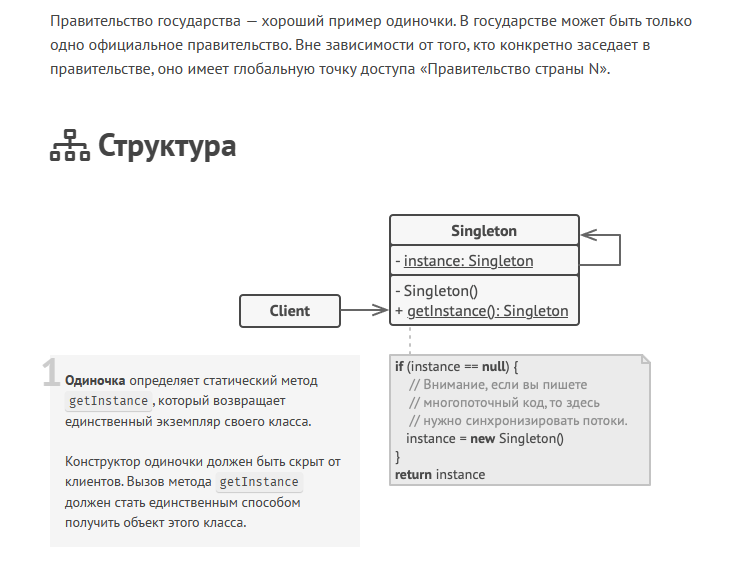 Правительство государства — хороший пример одиночки. В государстве может быть только
одно официальное правительство. Вне зависимости от того, кто конкретно заседает в
правительстве, оно имеет глобальную точку доступа «Правительство страны N».
Структура
Singleton
- instance: Singleton
- Singleton()
+ getInstance(): Singleton
Client
1
Одиночка определяет статический метод
getInstance, который возвращает
единственный экземпляр своего класса.
Конструктор одиночки должен быть скрыт от
клиентов. Вызов метода getInstance
должен стать единственным способом
получить объект этого класса.
if (instance == null) {
// Внимание, если вы пишете
// многопоточный код, то здесь
// нужно синхронизировать потоки.
instance = new Singleton()
}
return instance